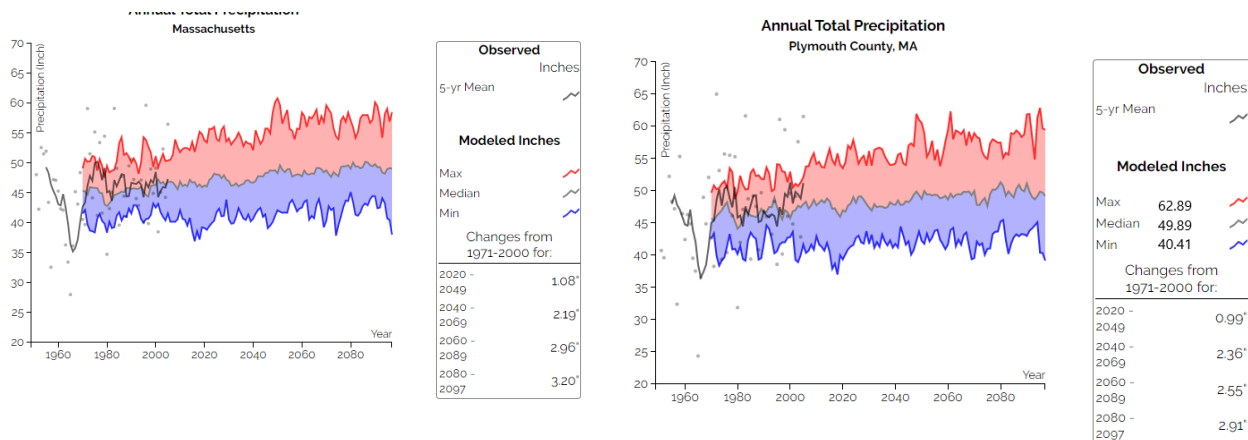 Annual Total Precipitation
Massachusetts
Precipitation (Inch)
70
65
60
55
50
45
40
35
30
25
20
1960
1980
2000
2020
2040
2060
2080
Year
Observed
Inches
5-yr Mean
Modeled Inches
Max
Median
Min
Changes from
1971-2000 for:
2020 -
2049
1.08"
2040 -
2069
2.19"
2060 -
2089
2.96"
2080 -
2097
3.20"
Annual Total Precipitation
Plymouth County, MA
Precipitation (Inch)
70
65
60
55
50
45
40
35
30
25
20
1960
1980
2000
2020
2040
2060
2080
Year
Observed
Inches
5-yr Mean
Modeled Inches
Max 62.89
Median 49.89
Min 40.41
Changes from
1971-2000 for:
2020 -
2049
0.99"
2040 -
2069
2.36"
2060 -
2089
2.55"
2080 -
2097
2.91"